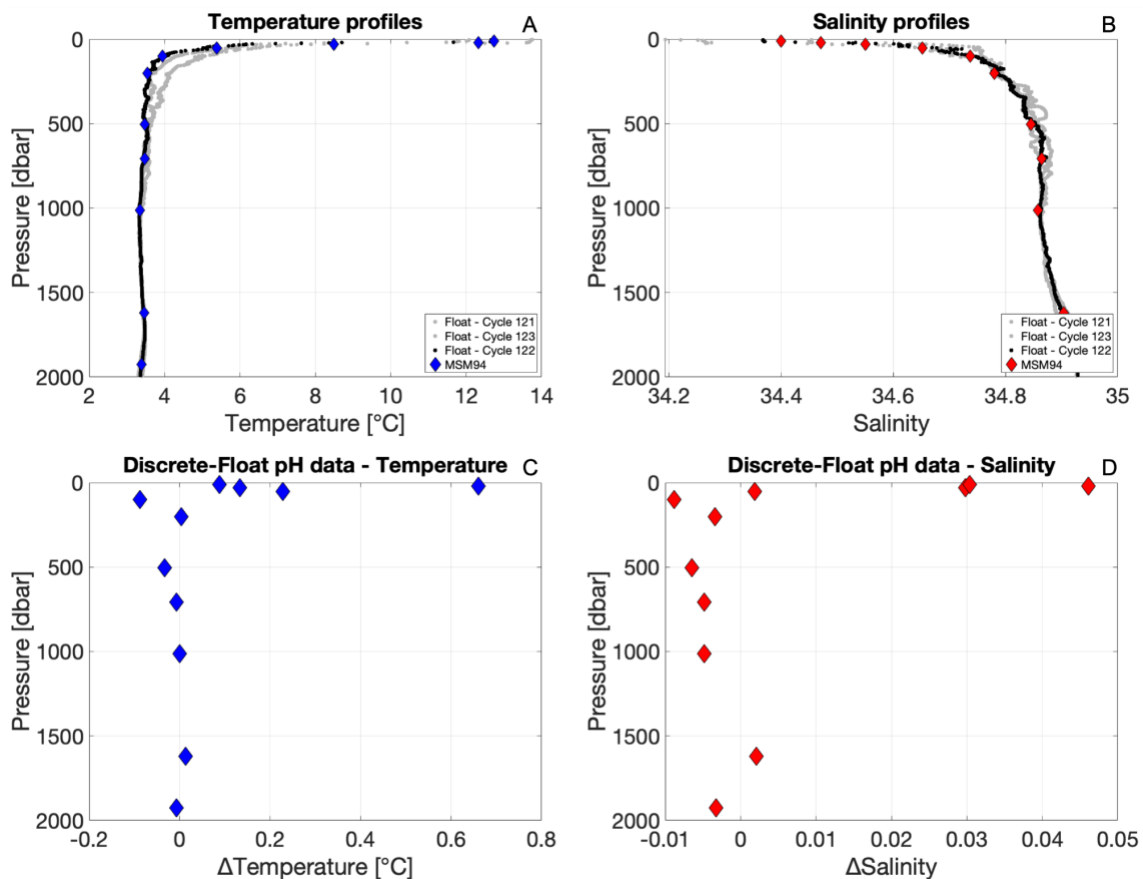 Temperature profiles
A
0
500
1000
1500
2000
Pressure [dbar]
Float - Cycle 121
Float - Cycle 123
Float - Cycle 122
MSM94
2 4 6 8 10 12 14
Temperature [°C]
Salinity profiles
B
0
500
1000
1500
2000
Pressure [dbar]
Float - Cycle 121
Float - Cycle 123
Float - Cycle 122
MSM94
34.2 34.4 34.6 34.8 35
Salinity
Discrete-Float pH data - Temperature
C
0
500
1000
1500
2000
Pressure [dbar]
-0.2 0 0.2 0.4 0.6 0.8
ΔTemperature [°C]
Discrete-Float pH data - Salinity
D
0
500
1000
1500
2000
Pressure [dbar]
-0.01 0 0.01 0.02 0.03 0.04 0.05
ΔSalinity